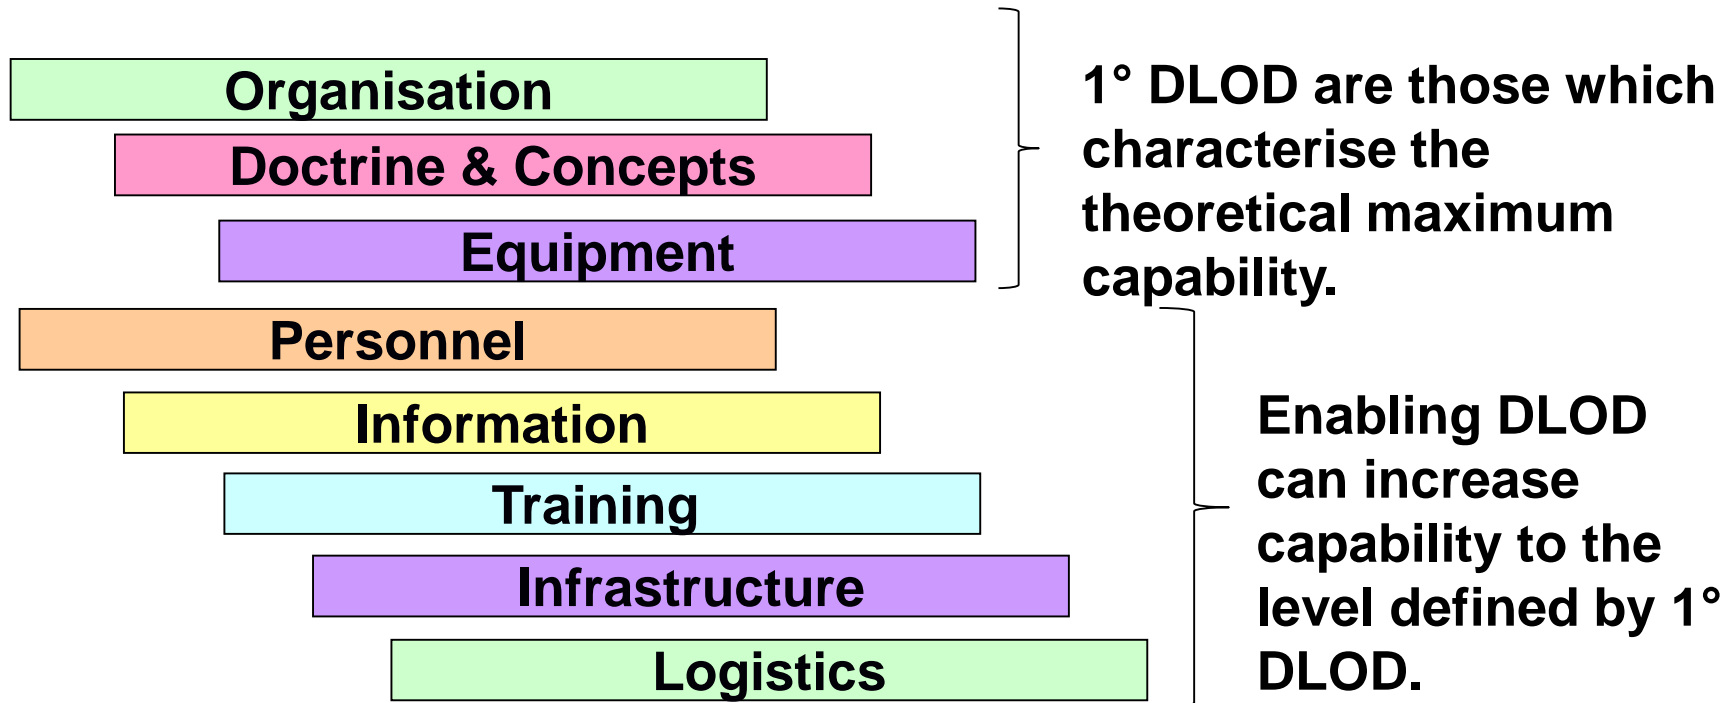 Organisation
Doctrine & Concepts
Equipment
Personnel
Information
Training
Infrastructure
Logistics
1° DLOD are those which
characterise the
theoretical maximum
capability.
Enabling DLOD
can increase
capability to the
level defined by 1°
DLOD.